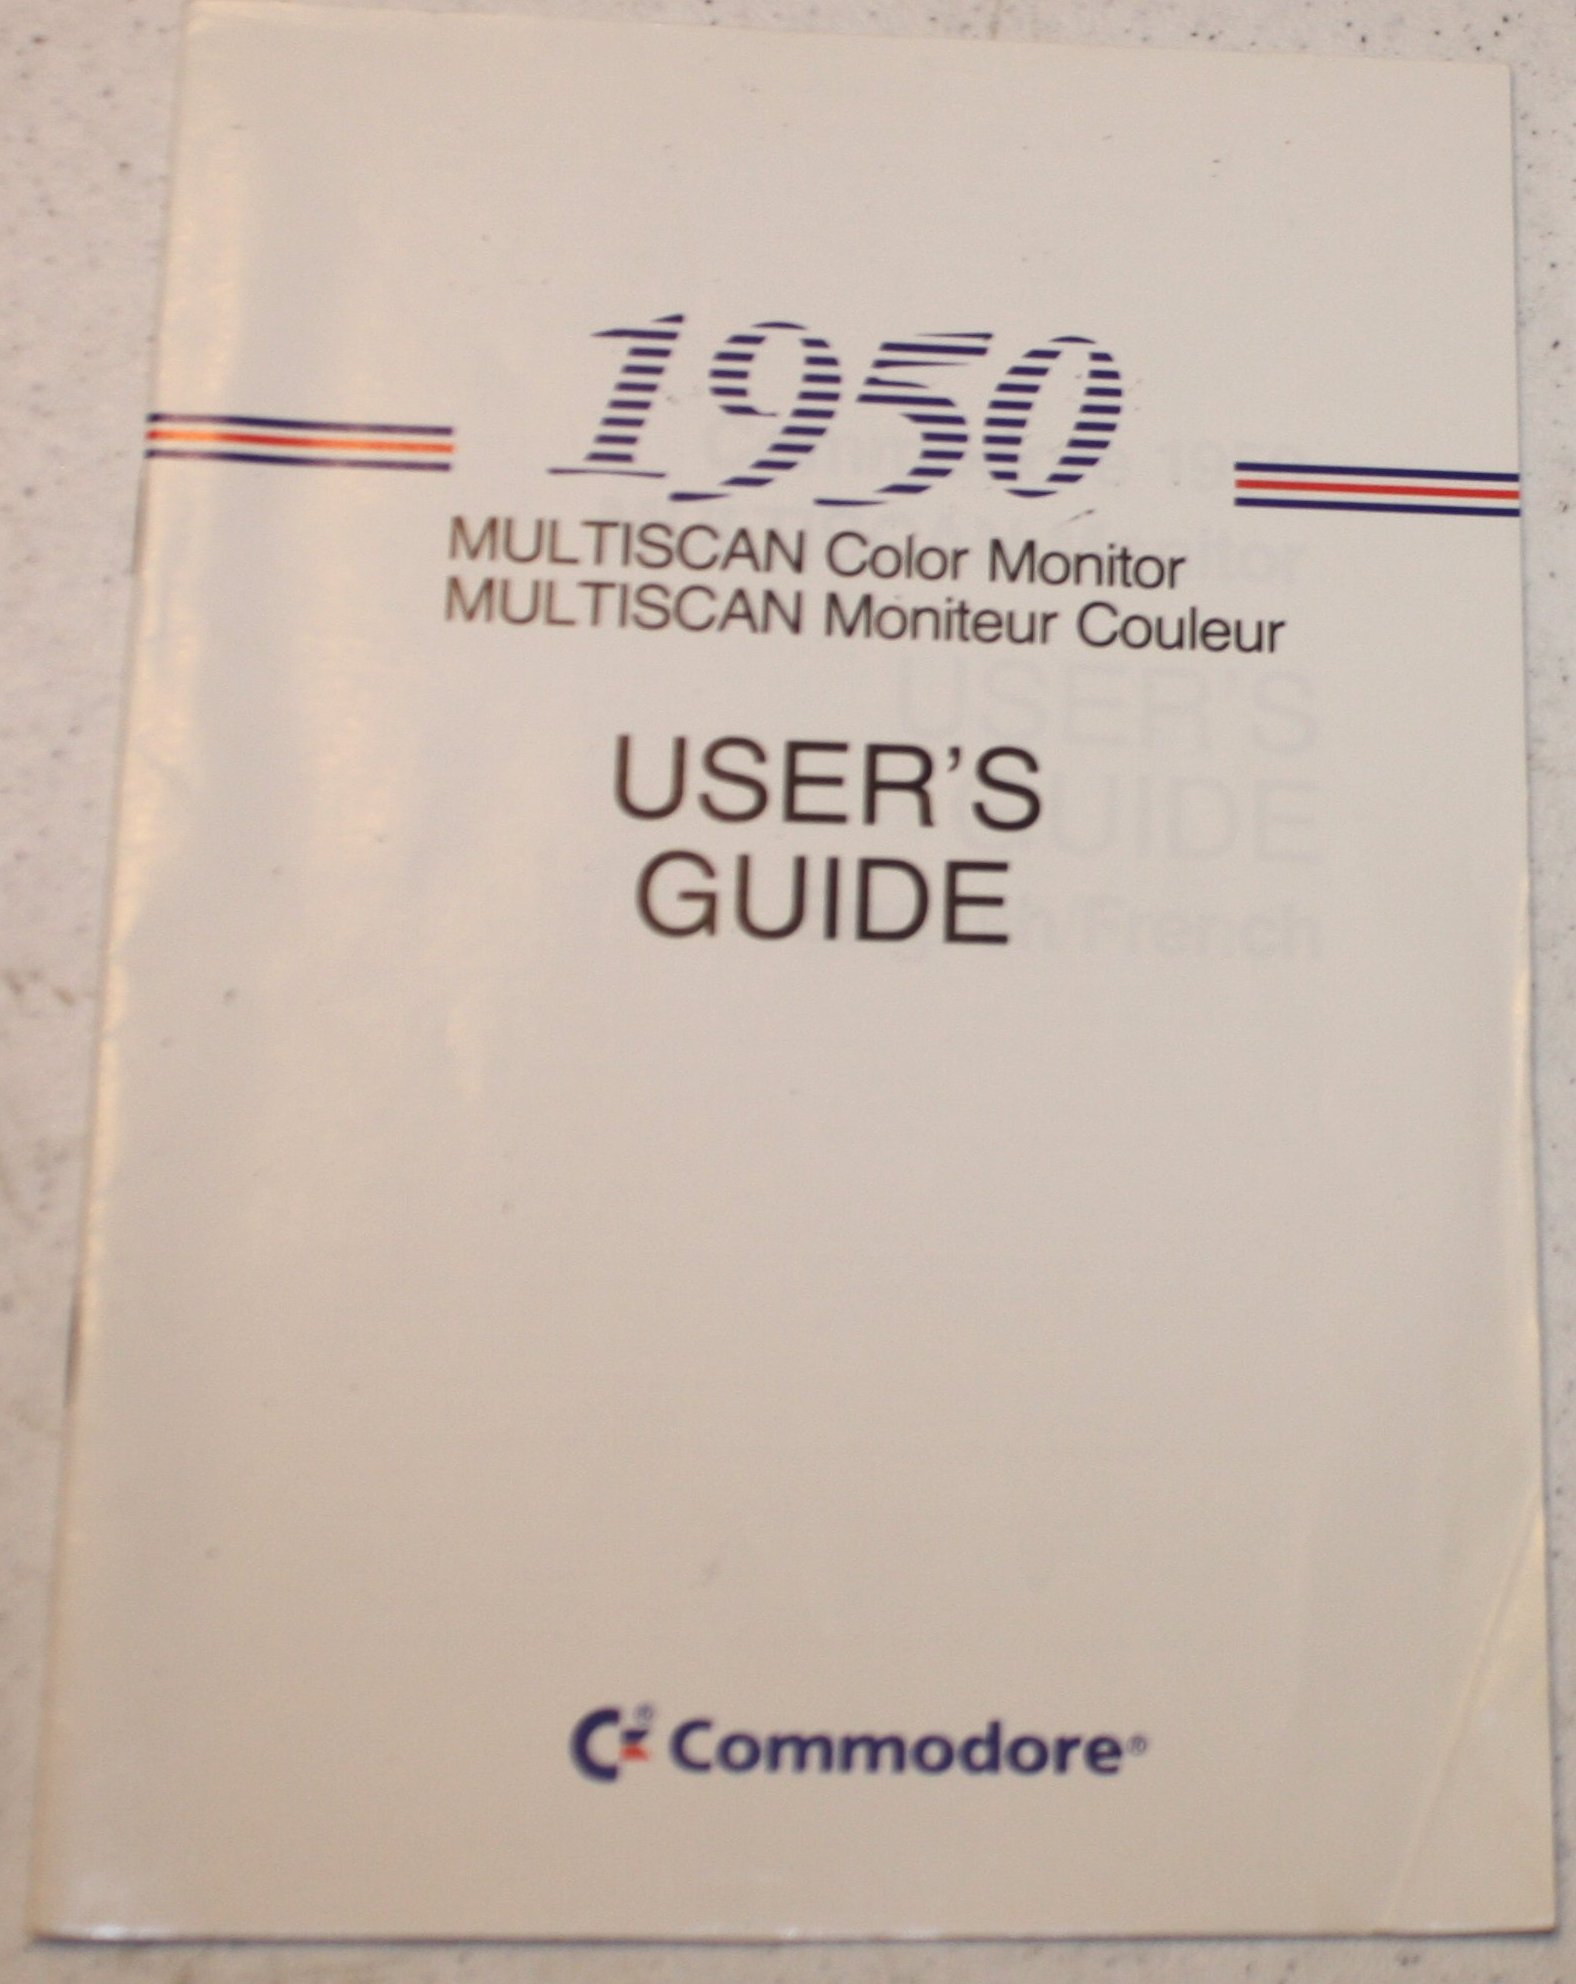 1950
MULTISCAN Color Monitor
MULTISCAN Moniteur Couleur
USER'S
GUIDE
Commodore®